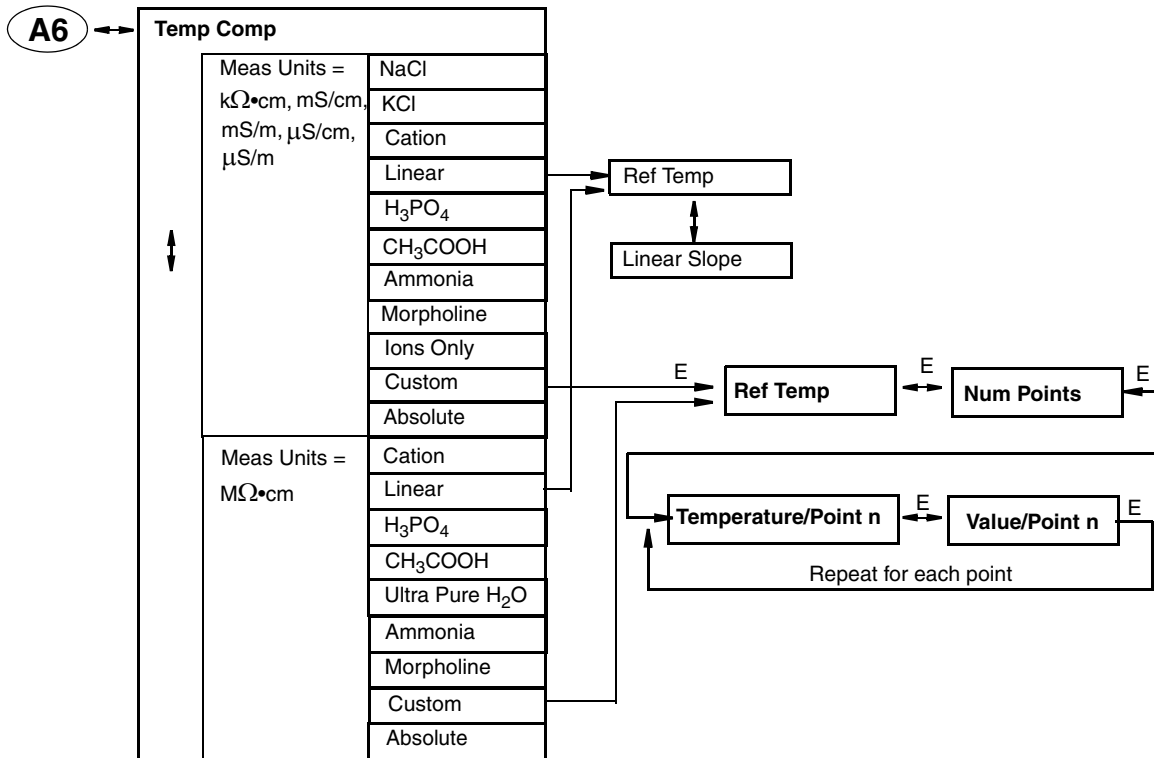 A6
Temp Comp
Meas Units =
kΩ•cm, mS/cm,
mS/m, μS/cm,
μS/m
NaCl
KCl
Cation
Linear
H₃PO₄
CH₃COOH
Ammonia
Morpholine
Ions Only
Custom
Absolute
Ref Temp
Linear Slope
E
Ref Temp
E
Num Points
E
Meas Units =
MΩ•cm
Cation
Linear
H₃PO₄
CH₃COOH
Ultra Pure H₂O
Ammonia
Morpholine
Custom
Absolute
Temperature/Point n
E
Value/Point n
E
Repeat for each point